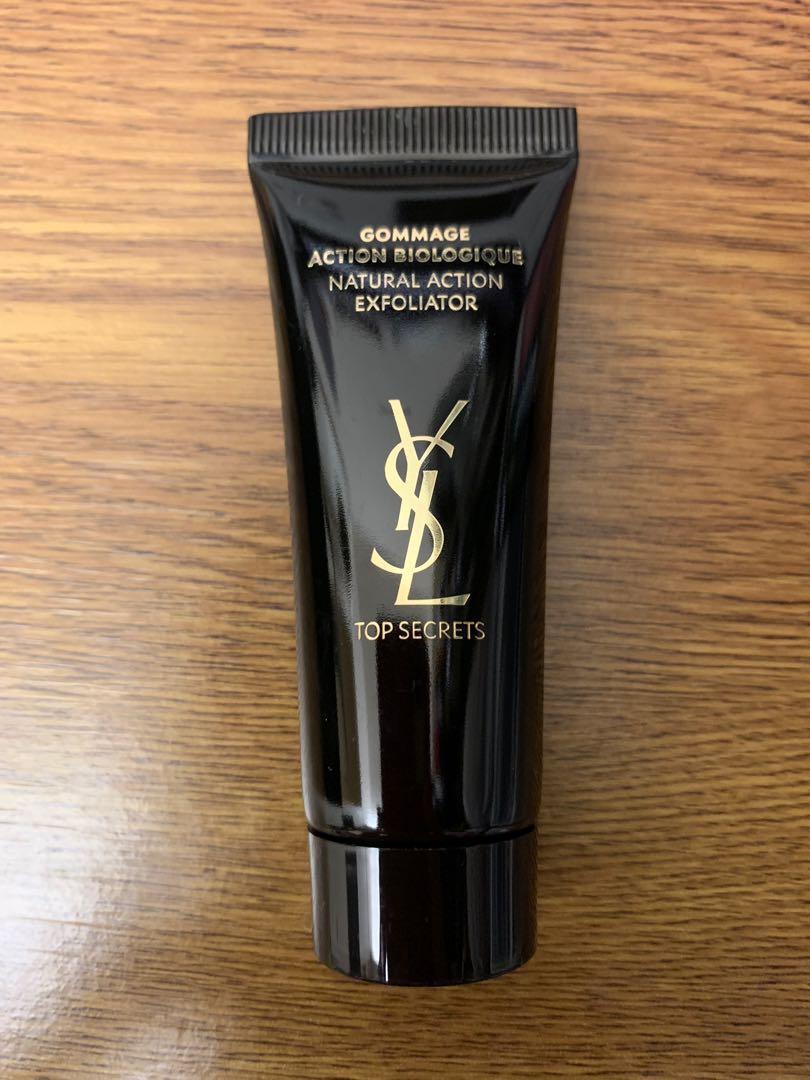 GOMMAGE
ACTION BIOLOGIQUE
NATURAL ACTION
EXFOLIATOR
YSL
TOP SECRETS